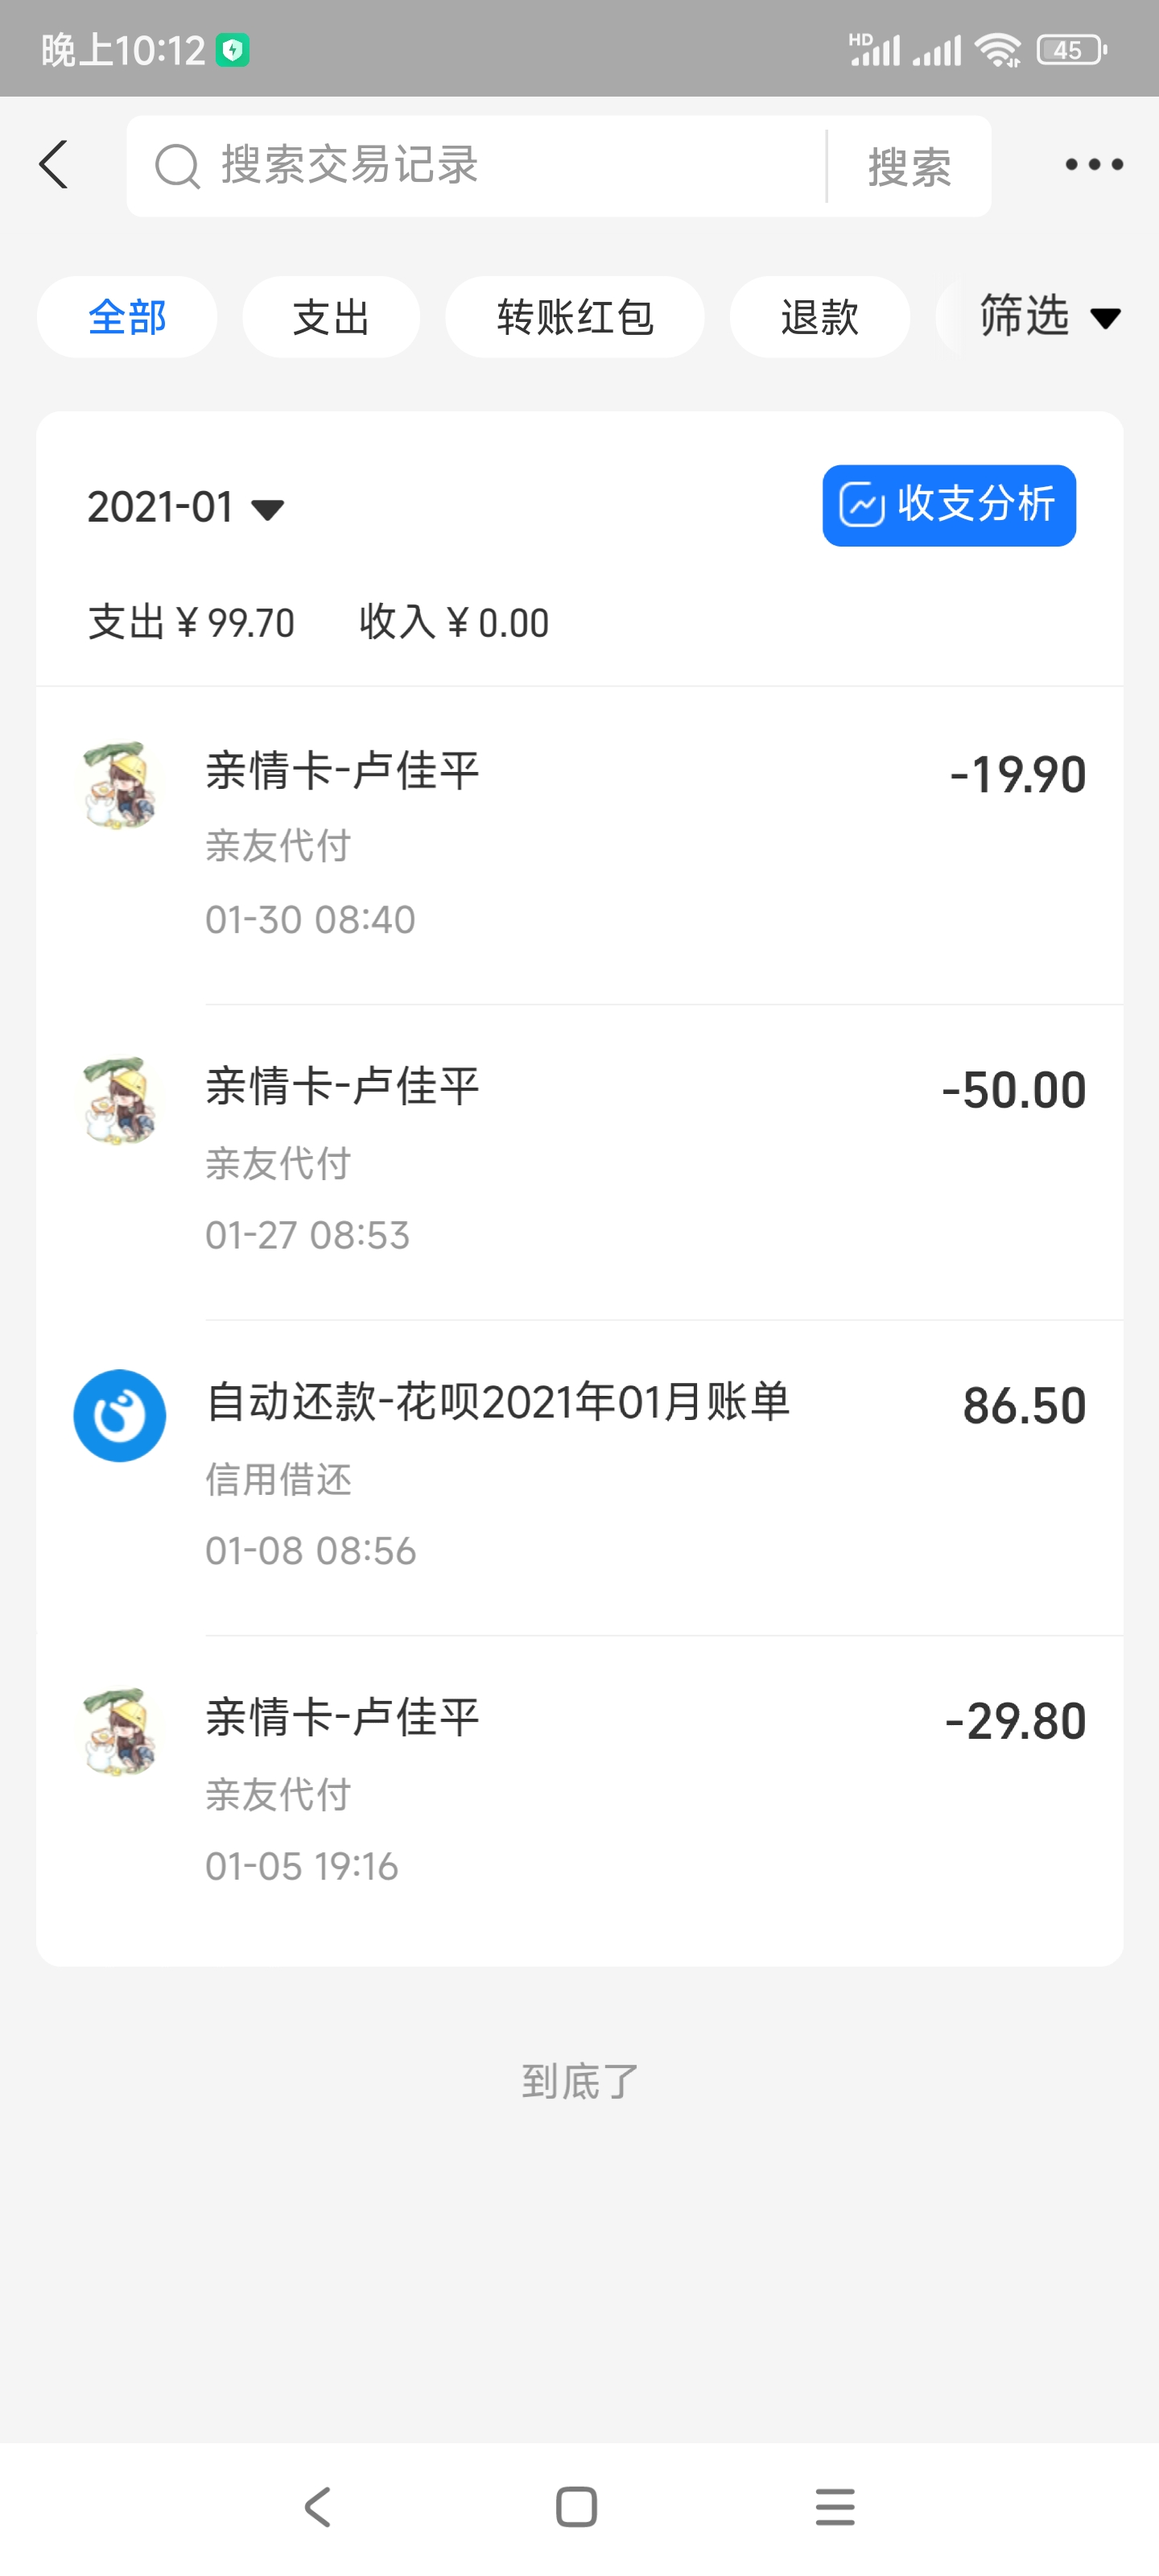 晚上10:12
HD
45
搜索交易记录
搜索
全部
支出
转账红包
退款
筛选
2021-01
收支分析
支出 ¥ 99.70
收入 ¥ 0.00
亲情卡-卢佳平
-19.90
亲友代付
01-30 08:40
亲情卡-卢佳平
-50.00
亲友代付
01-27 08:53
自动还款-花呗2021年01月账单
86.50
信用借还
01-08 08:56
亲情卡-卢佳平
-29.80
亲友代付
01-05 19:16
到底了